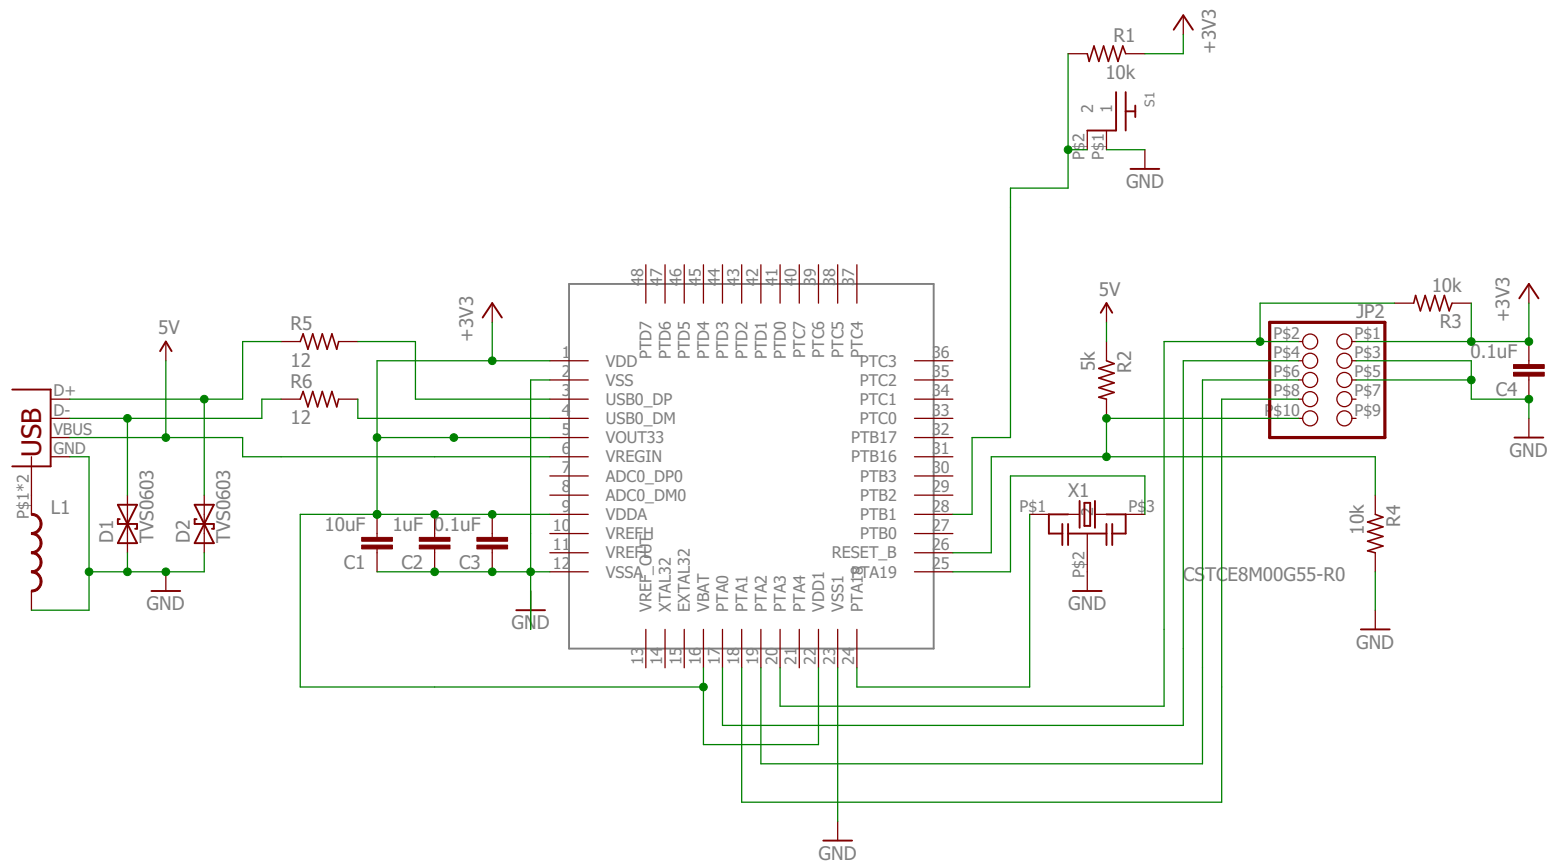 +3V3
R1
10k
2
1
S1
P$2
P$1
GND
48
47
46
45
44
43
42
41
40
39
38
37
PTD7
PTD6
PTD5
PTD4
PTD3
PTD2
PTD1
PTD0
PTC7
PTC6
PTC5
PTC4
5V
+3V3
R5
12
R6
12
USB
D+
D-
VBUS
GND
P$1*2
L1
D1
TVS0603
D2
TVS0603
GND
10uF
C1
1uF
C2
0.1uF
C3
GND
1
VDD
2
VSS
3
USB0_DP
4
USB0_DM
5
VOUT33
6
VREGIN
7
ADC0_DP0
8
ADC0_DM0
9
VDDA
10
VREFH
11
VREFL
12
VSSA
36
PTC3
35
PTC2
34
PTC1
33
PTC0
32
PTB17
31
PTB16
30
PTB3
29
PTB2
28
PTB1
27
PTB0
26
RESET_B
25
PTA19
VREF_OUT
XTAL32
EXTAL32
VBAT
PTA0
PTA1
PTA2
PTA3
PTA4
VDD1
VSS1
PTA18
13
14
15
16
17
18
19
20
21
22
23
24
GND
5V
5k
R2
X1
P$1
P$3
2
P$2
GND
CSTCE8M00G55-R0
10k
R4
GND
10k
R3
+3V3
JP2
P$2
P$1
P$4
P$3
P$6
P$5
P$8
P$7
P$10
P$9
0.1uF
C4
GND